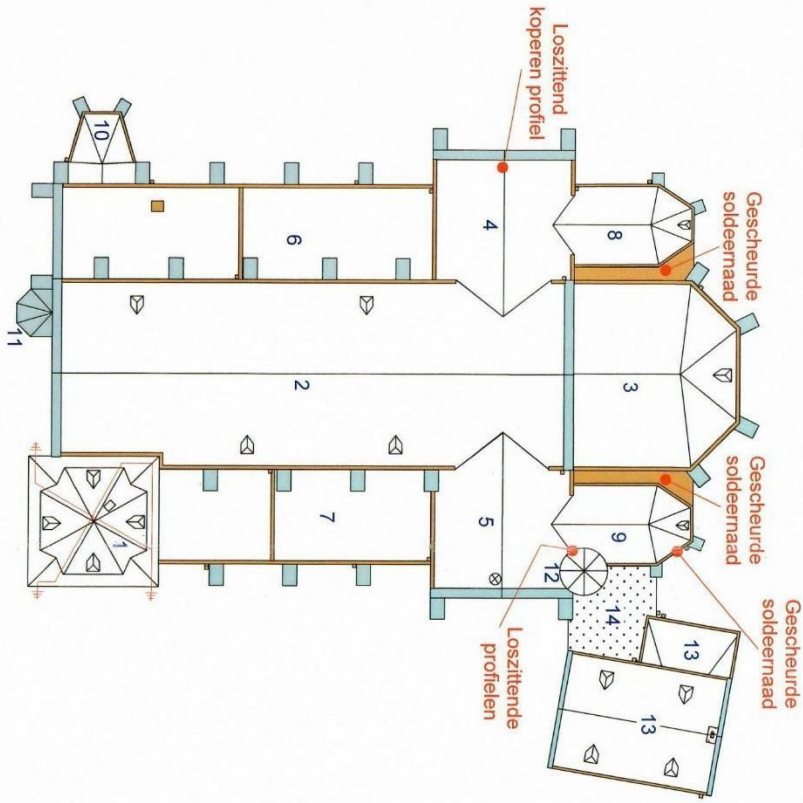 Loszittend
koperen profiel
Gescheurde
soldeernaad
Gescheurde
soldeernaad
Gescheurde
soldeernaad
Loszittende
profielen
10
6
4
8
11
2
3
1
7
5
9
12
14
13
13